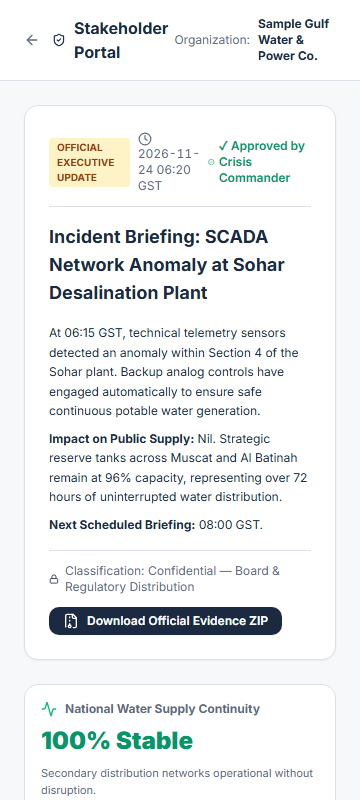 Stakeholder
Portal
Organization:
Sample Gulf
Water &
Power Co.
OFFICIAL
EXECUTIVE
UPDATE
2026-11-
24 06:20
GST
✓ Approved by
Crisis
Commander
Incident Briefing: SCADA
Network Anomaly at Sohar
Desalination Plant
At 06:15 GST, technical telemetry sensors
detected an anomaly within Section 4 of the
Sohar plant. Backup analog controls have
engaged automatically to ensure safe
continuous potable water generation.
Impact on Public Supply: Nil. Strategic
reserve tanks across Muscat and Al Batinah
remain at 96% capacity, representing over 72
hours of uninterrupted water distribution.
Next Scheduled Briefing: 08:00 GST.
Classification: Confidential — Board &
Regulatory Distribution
Download Official Evidence ZIP
National Water Supply Continuity
100% Stable
Secondary distribution networks operational without
disruption.